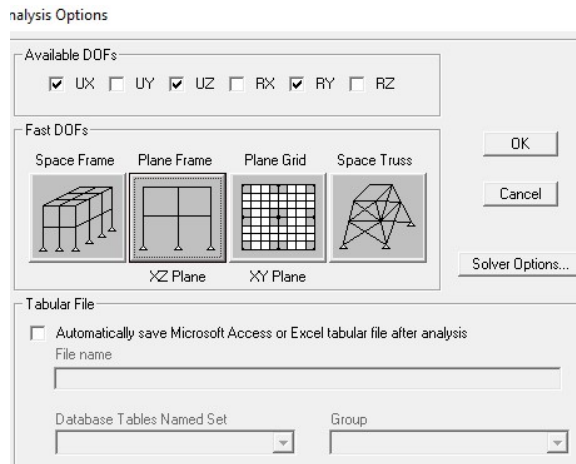 nalysis Options
Available DOFs
UX UY UZ RX RY RZ
Fast DOFs
Space Frame Plane Frame Plane Grid Space Truss
XZ Plane XY Plane
OK
Cancel
Solver Options...
Tabular File
Automatically save Microsoft Access or Excel tabular file after analysis
File name
Database Tables Named Set Group